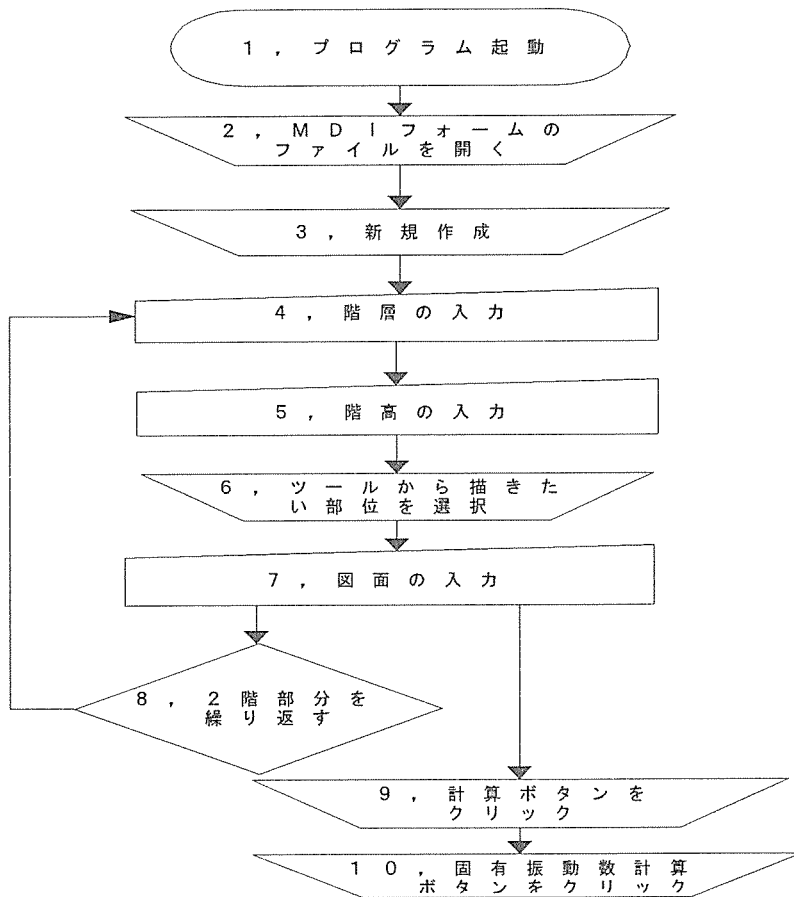 1，プログラム起動
2，MDIフォームの
ファイルを開く
3，新規作成
4，階層の入力
5，階高の入力
6，ツールから描きた
い部位を選択
7，図面の入力
8，2階部分を
繰り返す
9，計算ボタンを
クリック
10，固有振動数計算
ボタンをクリック